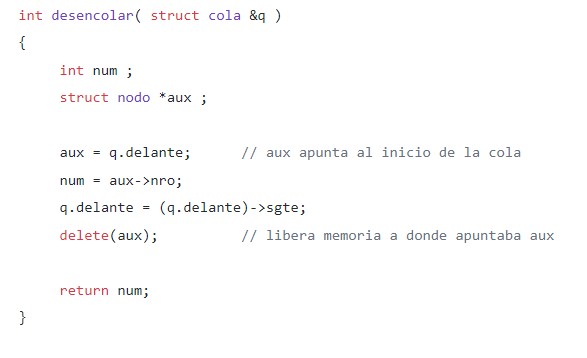 int desencolar( struct cola &q )
{
int num ;
struct nodo *aux ;
aux = q.delante; // aux apunta al inicio de la cola
num = aux->nro;
q.delante = (q.delante)->sgte;
delete(aux); // libera memoria a donde apuntaba aux
return num;
}